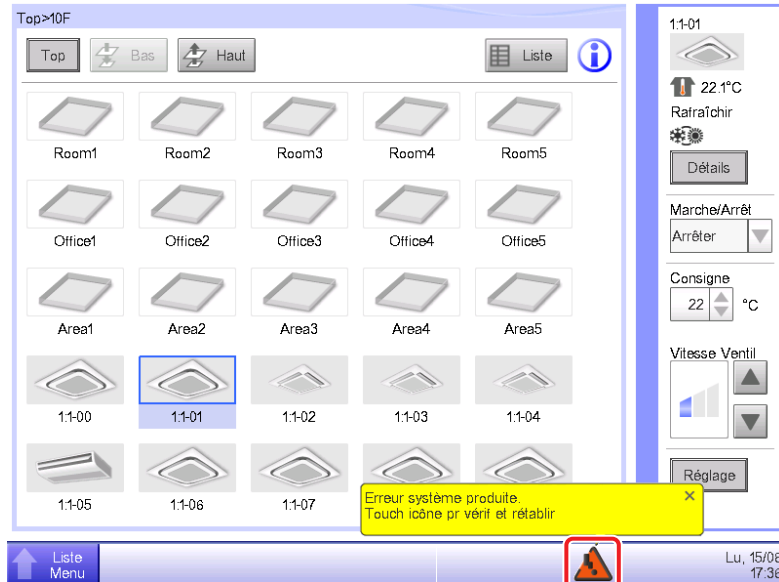 Top>10F
Top Bas Haut Liste
Room1 Room2 Room3 Room4 Room5
Office1 Office2 Office3 Office4 Office5
Area1 Area2 Area3 Area4 Area5
1:1-00 1:1-01 1:1-02 1:1-03 1:1-04
1:1-05 1:1-06 1:1-07
Erreur système produite.
Touch icône pr vérif et rétablir
1:1-01
22.1°C
Rafraîchir
Détails
Marche/Arrêt
Arrêter
Consigne
22 °C
Vitesse Ventil
Réglage
Liste
Menu
Lu, 15/08
17:36